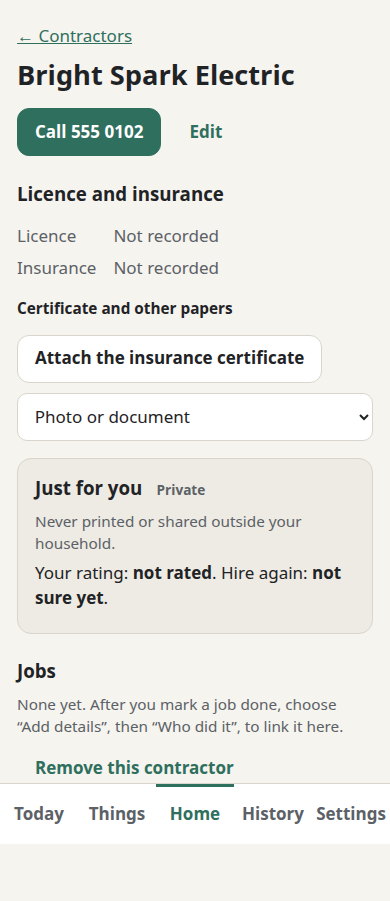 ← Contractors
Bright Spark Electric
Call 555 0102
Edit
Licence and insurance
Licence Not recorded
Insurance Not recorded
Certificate and other papers
Attach the insurance certificate
Photo or document
Just for you Private
Never printed or shared outside your
household.
Your rating: not rated. Hire again: not
sure yet.
Jobs
None yet. After you mark a job done, choose
“Add details”, then “Who did it”, to link it here.
Remove this contractor
Today Things Home History Settings